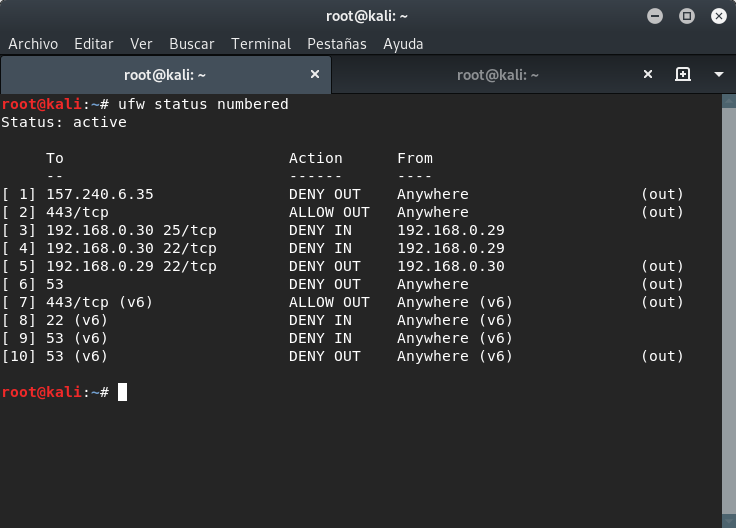 root@kali: ~
Archivo Editar Ver Buscar Terminal Pestañas Ayuda
root@kali: ~ root@kali: ~
root@kali:~# ufw status numbered
Status: active
To Action From
-- ------ ----
[ 1] 157.240.6.35 DENY OUT Anywhere (out)
[ 2] 443/tcp ALLOW OUT Anywhere (out)
[ 3] 192.168.0.30 25/tcp DENY IN 192.168.0.29
[ 4] 192.168.0.30 22/tcp DENY IN 192.168.0.29
[ 5] 192.168.0.29 22/tcp DENY OUT 192.168.0.30 (out)
[ 6] 53 DENY OUT Anywhere (out)
[ 7] 443/tcp (v6) ALLOW OUT Anywhere (v6) (out)
[ 8] 22 (v6) DENY IN Anywhere (v6)
[ 9] 53 (v6) DENY IN Anywhere (v6)
[10] 53 (v6) DENY OUT Anywhere (v6) (out)
root@kali:~#